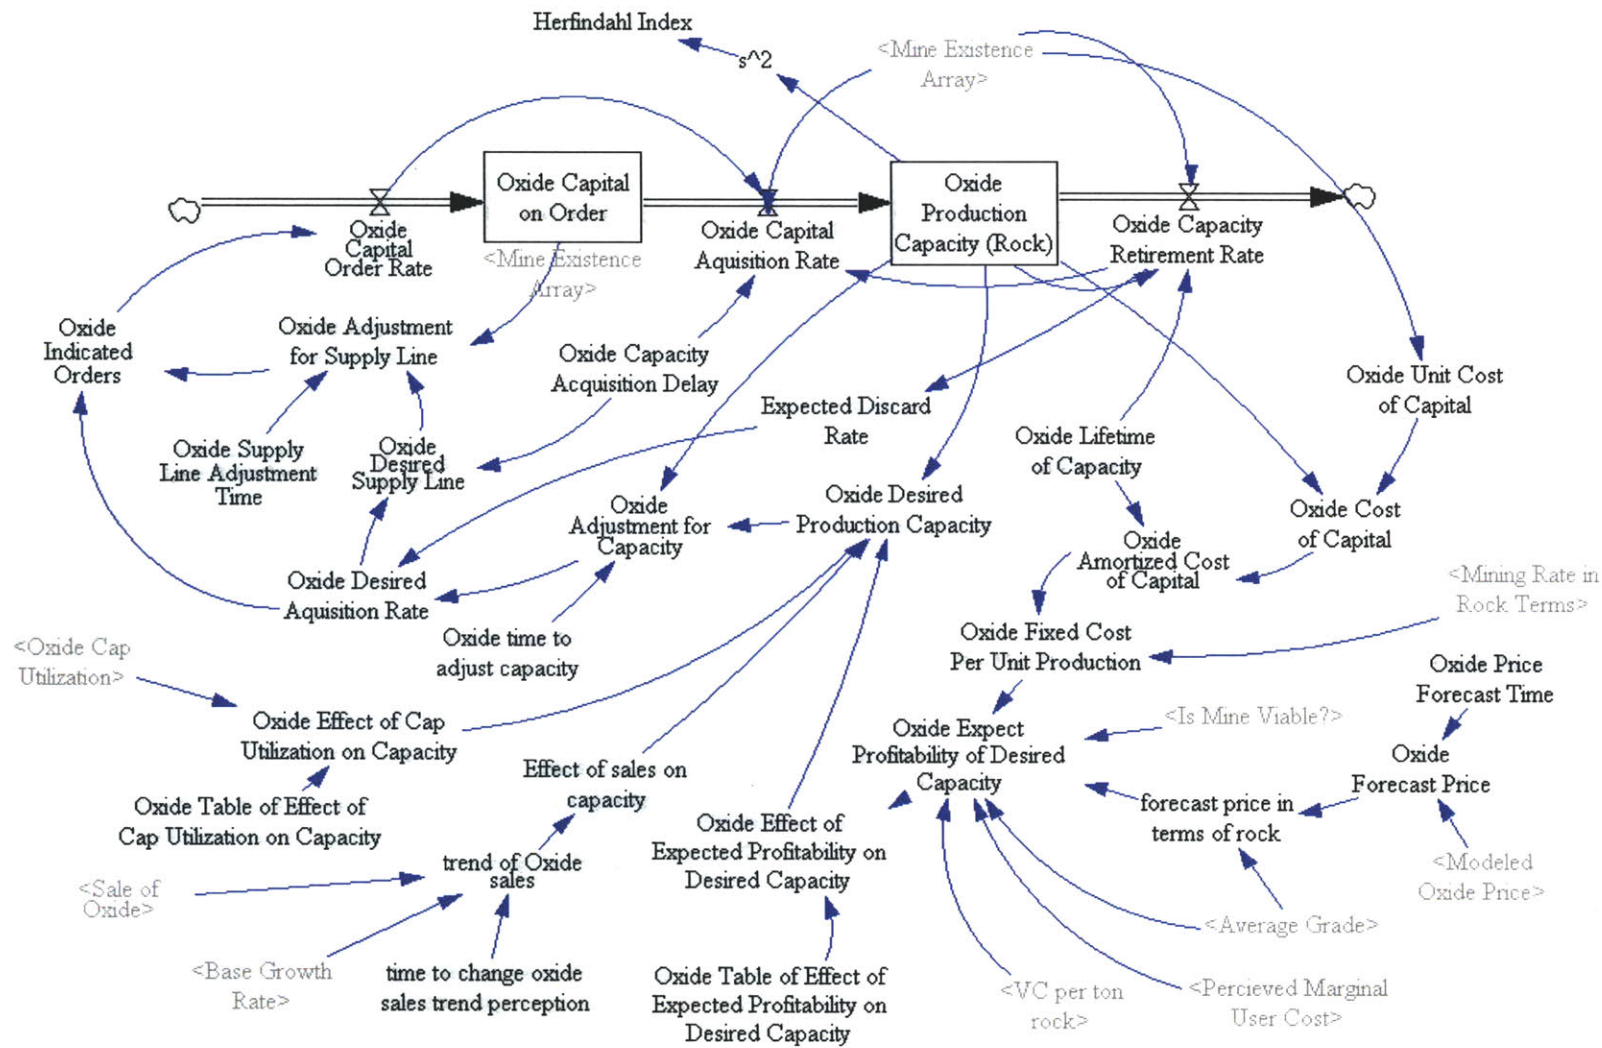 Herfindahl Index
s^2
<Mine Existence
Array>
Oxide Capital
on Order
Oxide
Production
Capacity (Rock)
Oxide
Capital
Order Rate
<Mine Existence
Array>
Oxide Capital
Aquisition Rate
Oxide Capacity
Retirement Rate
Oxide
Indicated
Orders
Oxide Adjustment
for Supply Line
Oxide Capacity
Acquisition Delay
Expected Discard
Rate
Oxide Unit Cost
of Capital
Oxide Supply
Line Adjustment
Time
Oxide
Desired
Supply Line
Oxide Lifetime
of Capacity
Oxide
Adjustment for
Capacity
Oxide Desired
Production Capacity
Oxide Cost
of Capital
Oxide
Amortized Cost
of Capital
Oxide Desired
Aquisition Rate
<Mining Rate in
Rock Terms>
Oxide time to
adjust capacity
Oxide Fixed Cost
Per Unit Production
<Oxide Cap
Utilization>
Oxide Price
Forecast Time
Oxide Effect of Cap
Utilization on Capacity
Oxide Expect
Profitability of Desired
Capacity
<Is Mine Viable?>
Oxide
Forecast Price
Effect of sales on
capacity
Oxide Table of Effect of
Cap Utilization on Capacity
forecast price in
terms of rock
Oxide Effect of
Expected Profitability on
Desired Capacity
trend of Oxide
sales
<Modeled
Oxide Price>
<Sale of
Oxide>
<Average Grade>
<Base Growth
Rate>
time to change oxide
sales trend perception
Oxide Table of Effect of
Expected Profitability on
Desired Capacity
<VC per ton
rock>
<Percieved Marginal
User Cost>